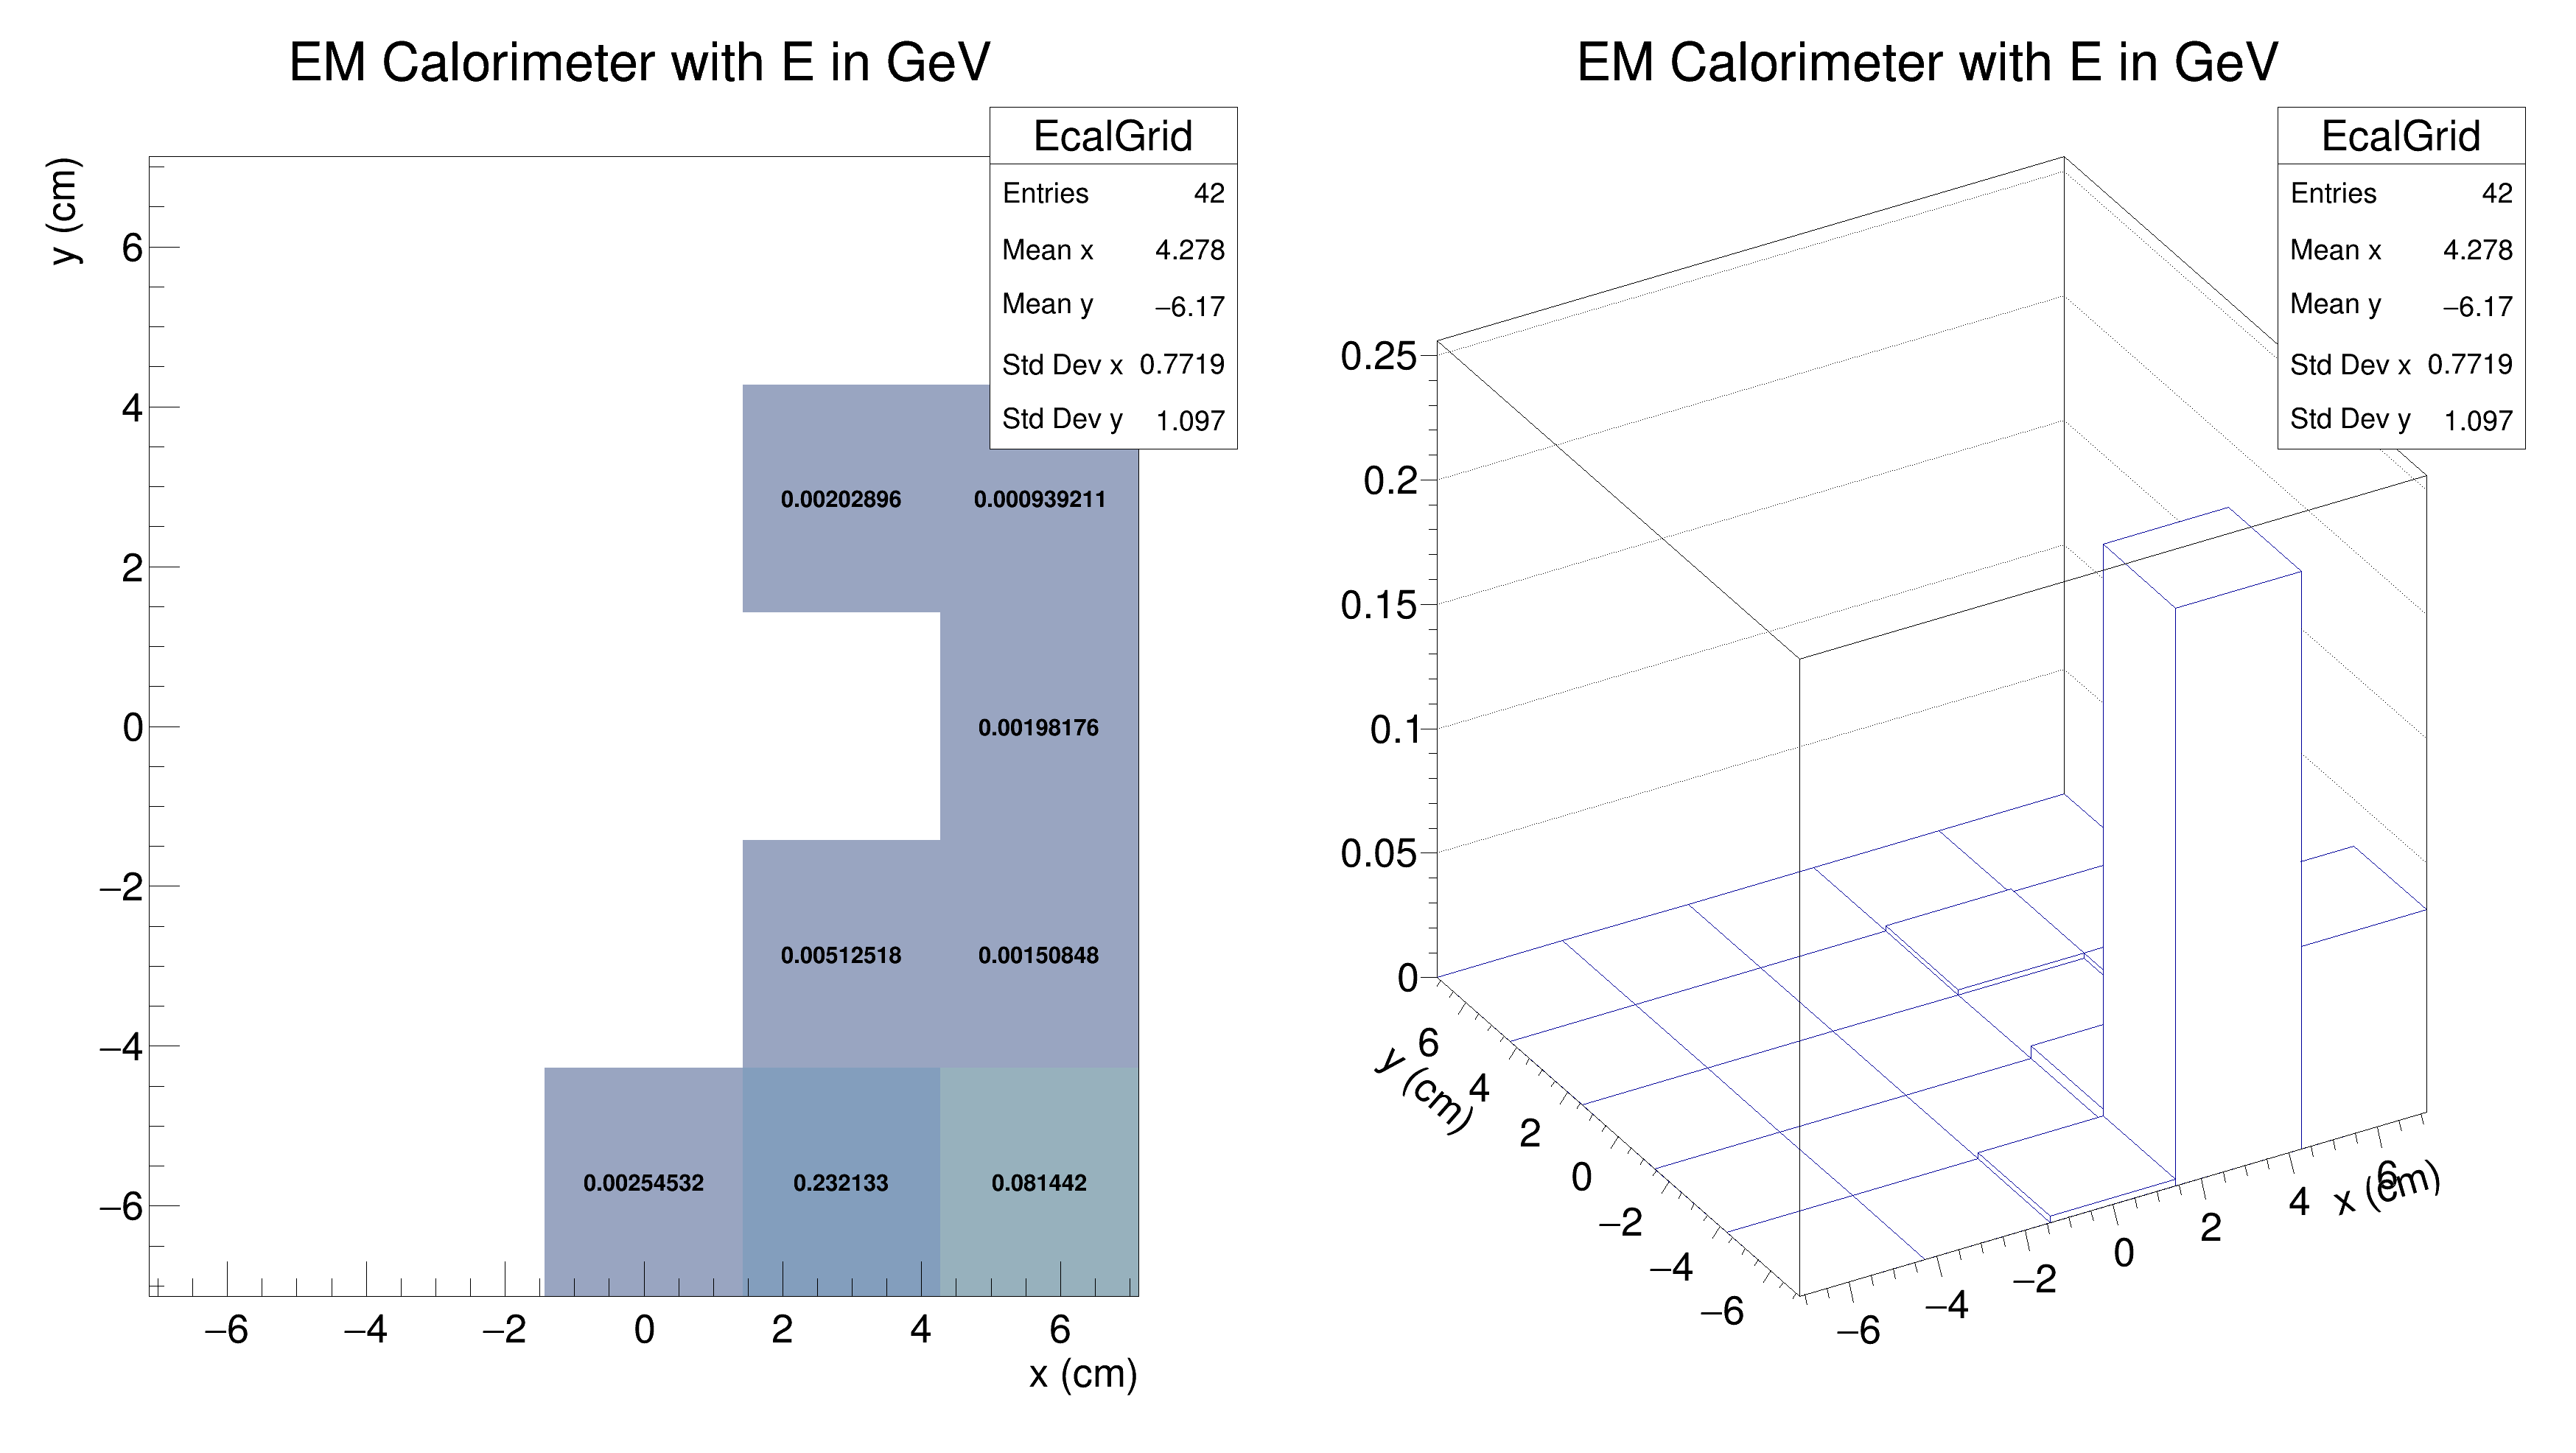 EM Calorimeter with E in GeV
EcalGrid
Entries 42
Mean x 4.278
Mean y −6.17
Std Dev x 0.7719
Std Dev y 1.097
y (cm)
6
4
2
0
−2
−4
−6
0.00202896 0.000939211
0.00198176
0.00512518 0.00150848
0.00254532 0.232133 0.081442
−6 −4 −2 0 2 4 6
x (cm)
EM Calorimeter with E in GeV
EcalGrid
Entries 42
Mean x 4.278
Mean y −6.17
Std Dev x 0.7719
Std Dev y 1.097
0.25
0.2
0.15
0.1
0.05
0
6
4
2
0
−2
−4
−6
y (cm)
−6
−4
−2
0
2
4
6
x (cm)